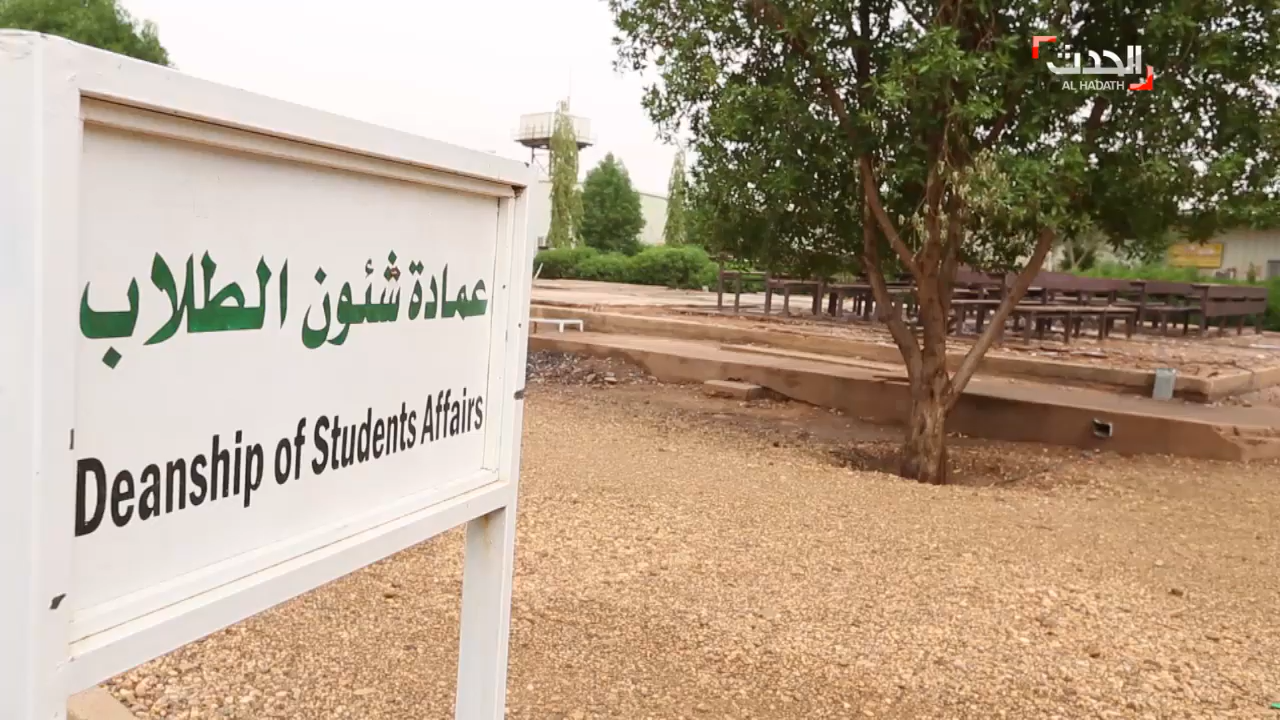 عمادة شئون الطلاب
Deanship of Students Affairs
الحدث
AL HADATH